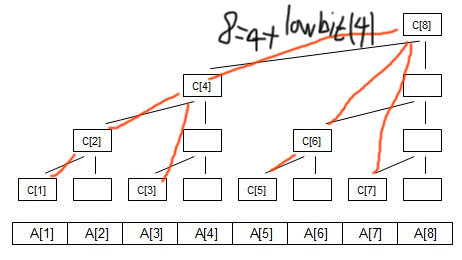 8=4+lowbit(4)
C[8]
C[4]
C[2] C[6]
C[1] C[3] C[5] C[7]
A[1] A[2] A[3] A[4] A[5] A[6] A[7] A[8]